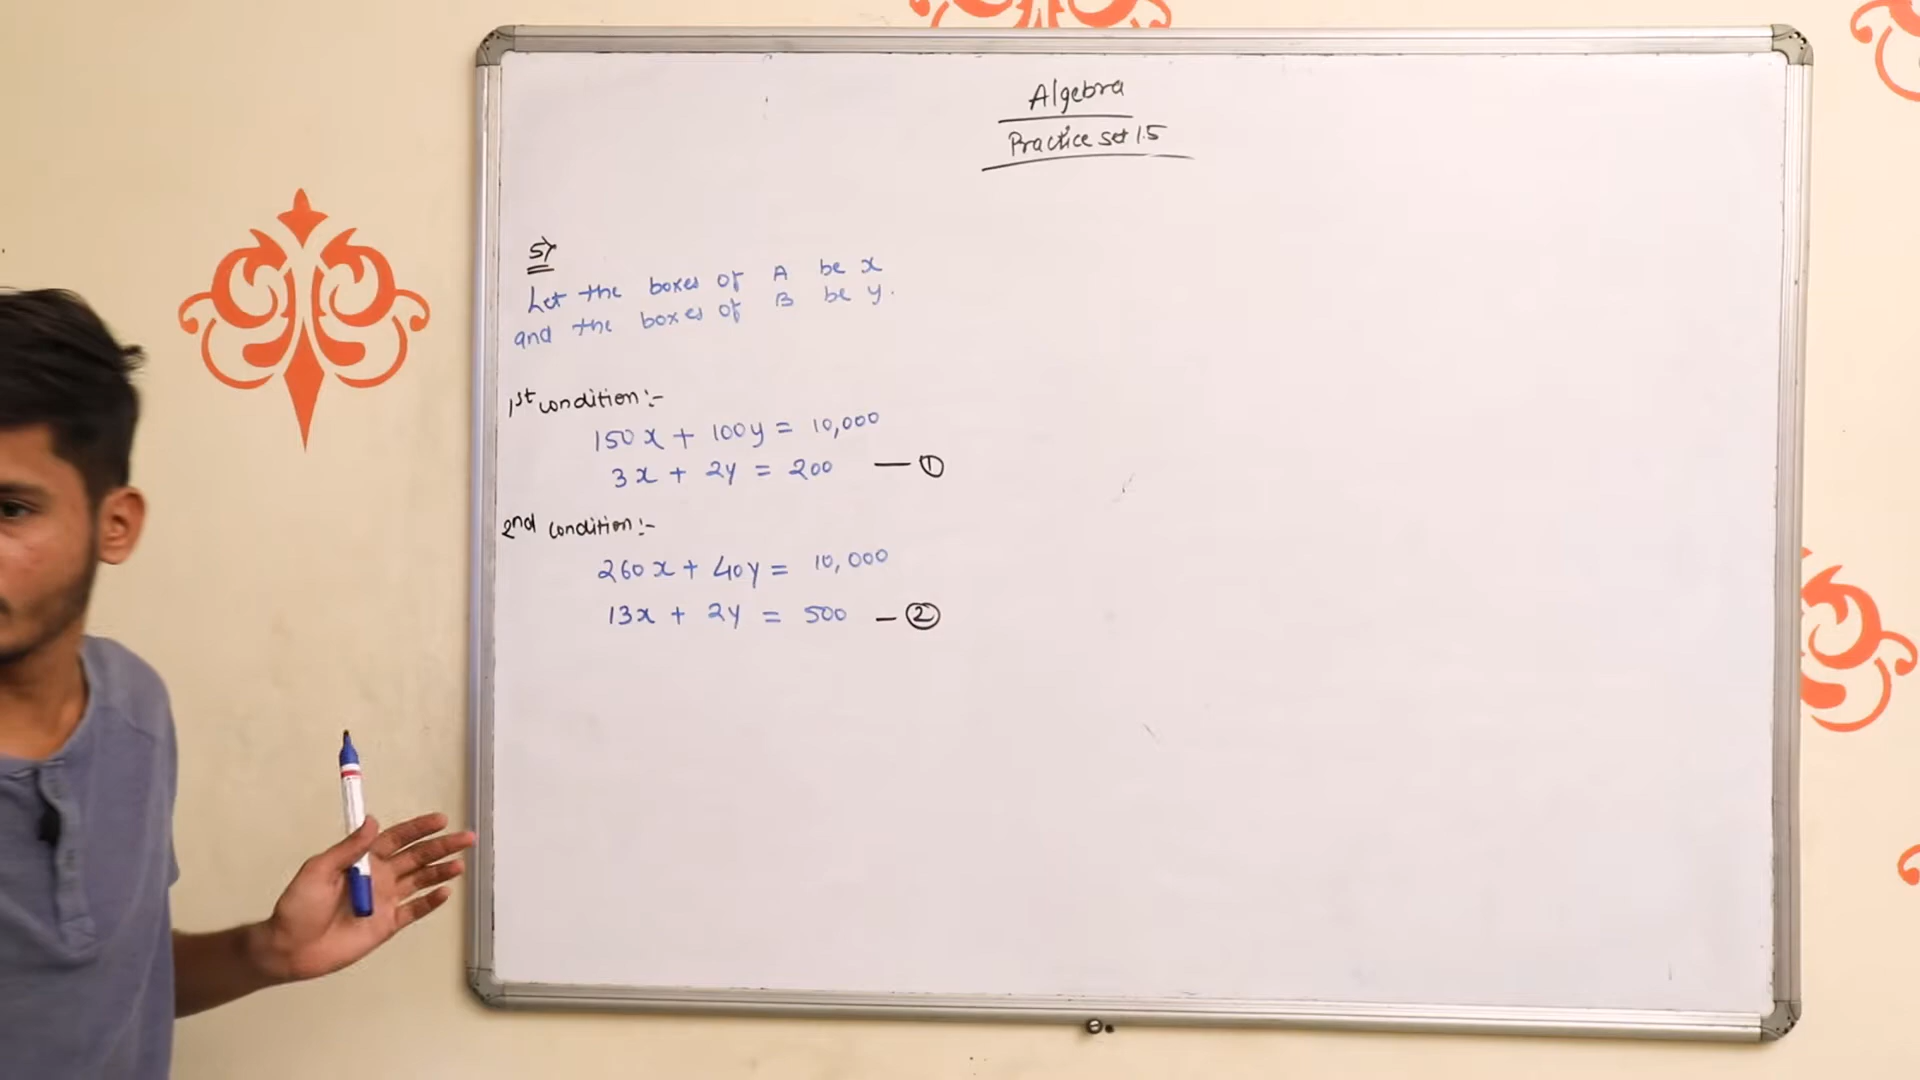 Algebra
Practice set 1.5
5)
Let the boxes of A be x
and the boxes of B be y.
1st condition :-
150x + 100y = 10,000
3x + 2y = 200 — ①
2nd condition :-
260x + 40y = 10,000
13x + 2y = 500 — ②